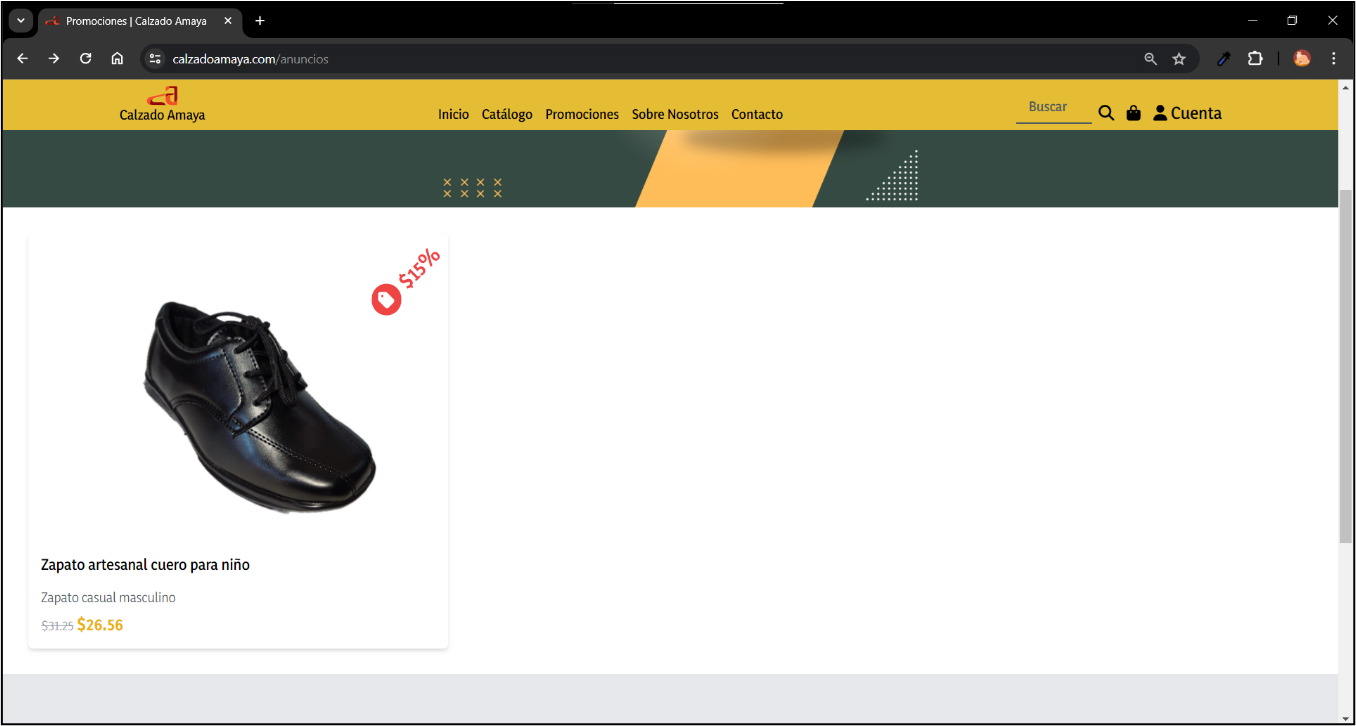 Promociones | Calzado Amaya
calzadoamaya.com/anuncios
Calzado Amaya
Inicio Catálogo Promociones Sobre Nosotros Contacto
Buscar
Cuenta
$15%
Zapato artesanal cuero para niño
Zapato casual masculino
$31.25 $26.56